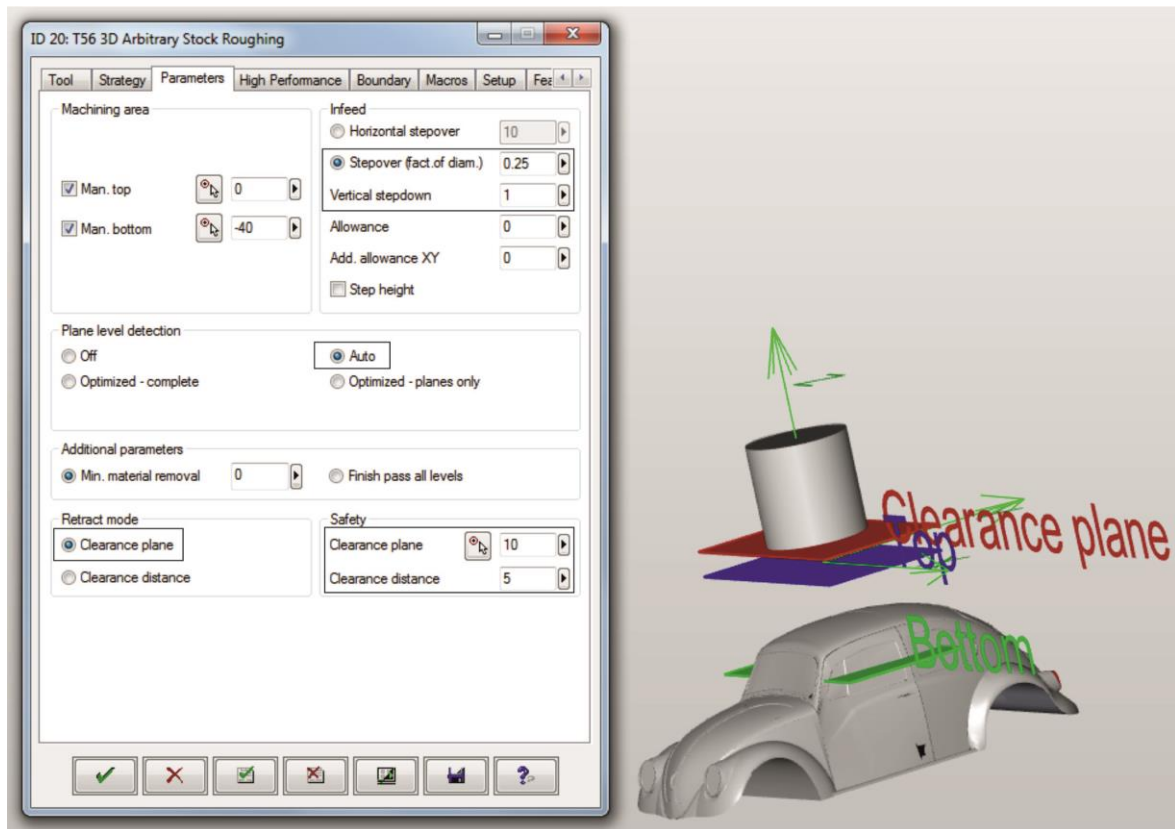 ID 20: T56 3D Arbitrary Stock Roughing
Tool Strategy Parameters High Performance Boundary Macros Setup Fea
Machining area
Man. top 0
Man. bottom -40
Infeed
Horizontal stepover 10
Stepover (fact.of diam.) 0.25
Vertical stepdown 1
Allowance 0
Add. allowance XY 0
Step height
Plane level detection
Off
Auto
Optimized - complete
Optimized - planes only
Additional parameters
Min. material removal 0
Finish pass all levels
Retract mode
Clearance plane
Clearance distance
Safety
Clearance plane 10
Clearance distance 5
Clearance plane
Top
Bottom